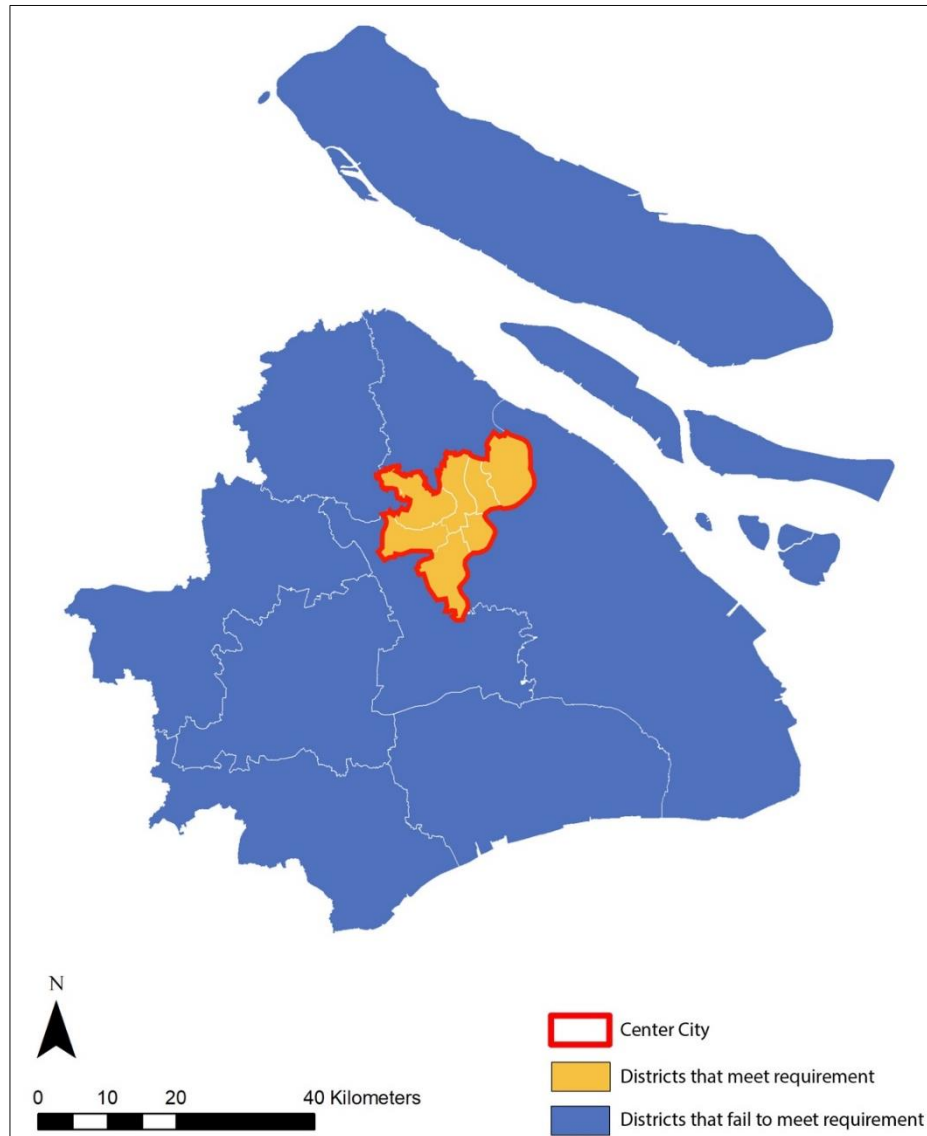 N
0 10 20 40 Kilometers
Center City
Districts that meet requirement
Districts that fail to meet requirement